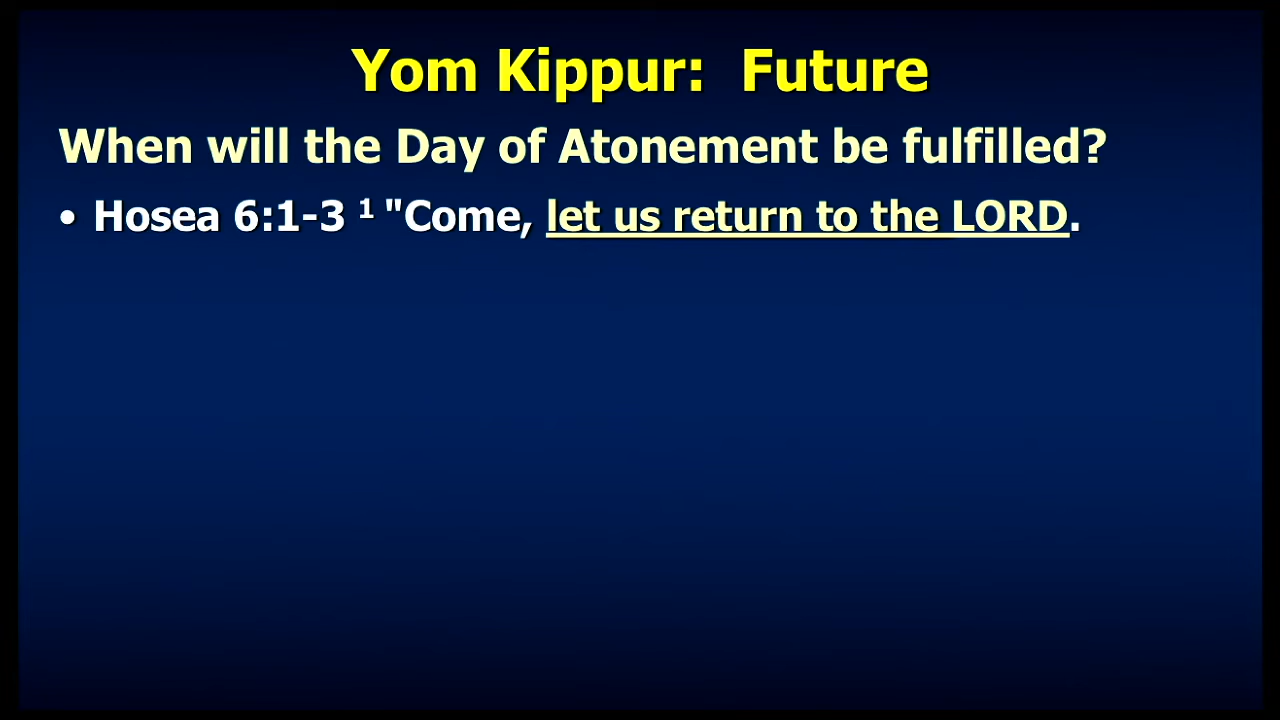 Yom Kippur:  Future
When will the Day of Atonement be fulfilled?
• Hosea 6:1-3 ¹ "Come, let us return to the LORD.